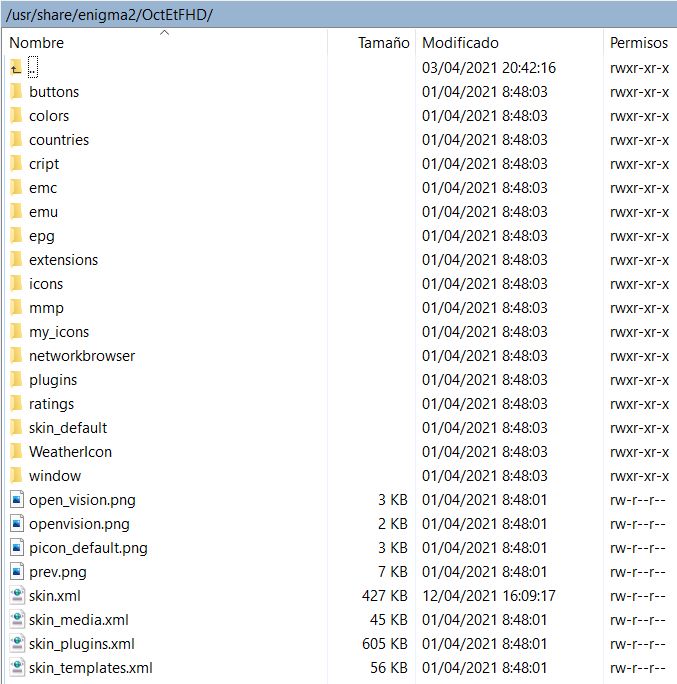 /usr/share/enigma2/OctEtFHD/
Nombre Tamaño Modificado Permisos
.. 03/04/2021 20:42:16 rwxr-xr-x
buttons 01/04/2021 8:48:03 rwxr-xr-x
colors 01/04/2021 8:48:03 rwxr-xr-x
countries 01/04/2021 8:48:03 rwxr-xr-x
cript 01/04/2021 8:48:03 rwxr-xr-x
emc 01/04/2021 8:48:03 rwxr-xr-x
emu 01/04/2021 8:48:03 rwxr-xr-x
epg 01/04/2021 8:48:03 rwxr-xr-x
extensions 01/04/2021 8:48:03 rwxr-xr-x
icons 01/04/2021 8:48:03 rwxr-xr-x
mmp 01/04/2021 8:48:03 rwxr-xr-x
my_icons 01/04/2021 8:48:03 rwxr-xr-x
networkbrowser 01/04/2021 8:48:03 rwxr-xr-x
plugins 01/04/2021 8:48:03 rwxr-xr-x
ratings 01/04/2021 8:48:03 rwxr-xr-x
skin_default 01/04/2021 8:48:03 rwxr-xr-x
WeatherIcon 01/04/2021 8:48:03 rwxr-xr-x
window 01/04/2021 8:48:03 rwxr-xr-x
open_vision.png 3 KB 01/04/2021 8:48:01 rw-r--r--
openvision.png 2 KB 01/04/2021 8:48:01 rw-r--r--
picon_default.png 3 KB 01/04/2021 8:48:01 rw-r--r--
prev.png 7 KB 01/04/2021 8:48:01 rw-r--r--
skin.xml 427 KB 12/04/2021 16:09:17 rw-r--r--
skin_media.xml 45 KB 01/04/2021 8:48:01 rw-r--r--
skin_plugins.xml 605 KB 01/04/2021 8:48:01 rw-r--r--
skin_templates.xml 56 KB 01/04/2021 8:48:01 rw-r--r--